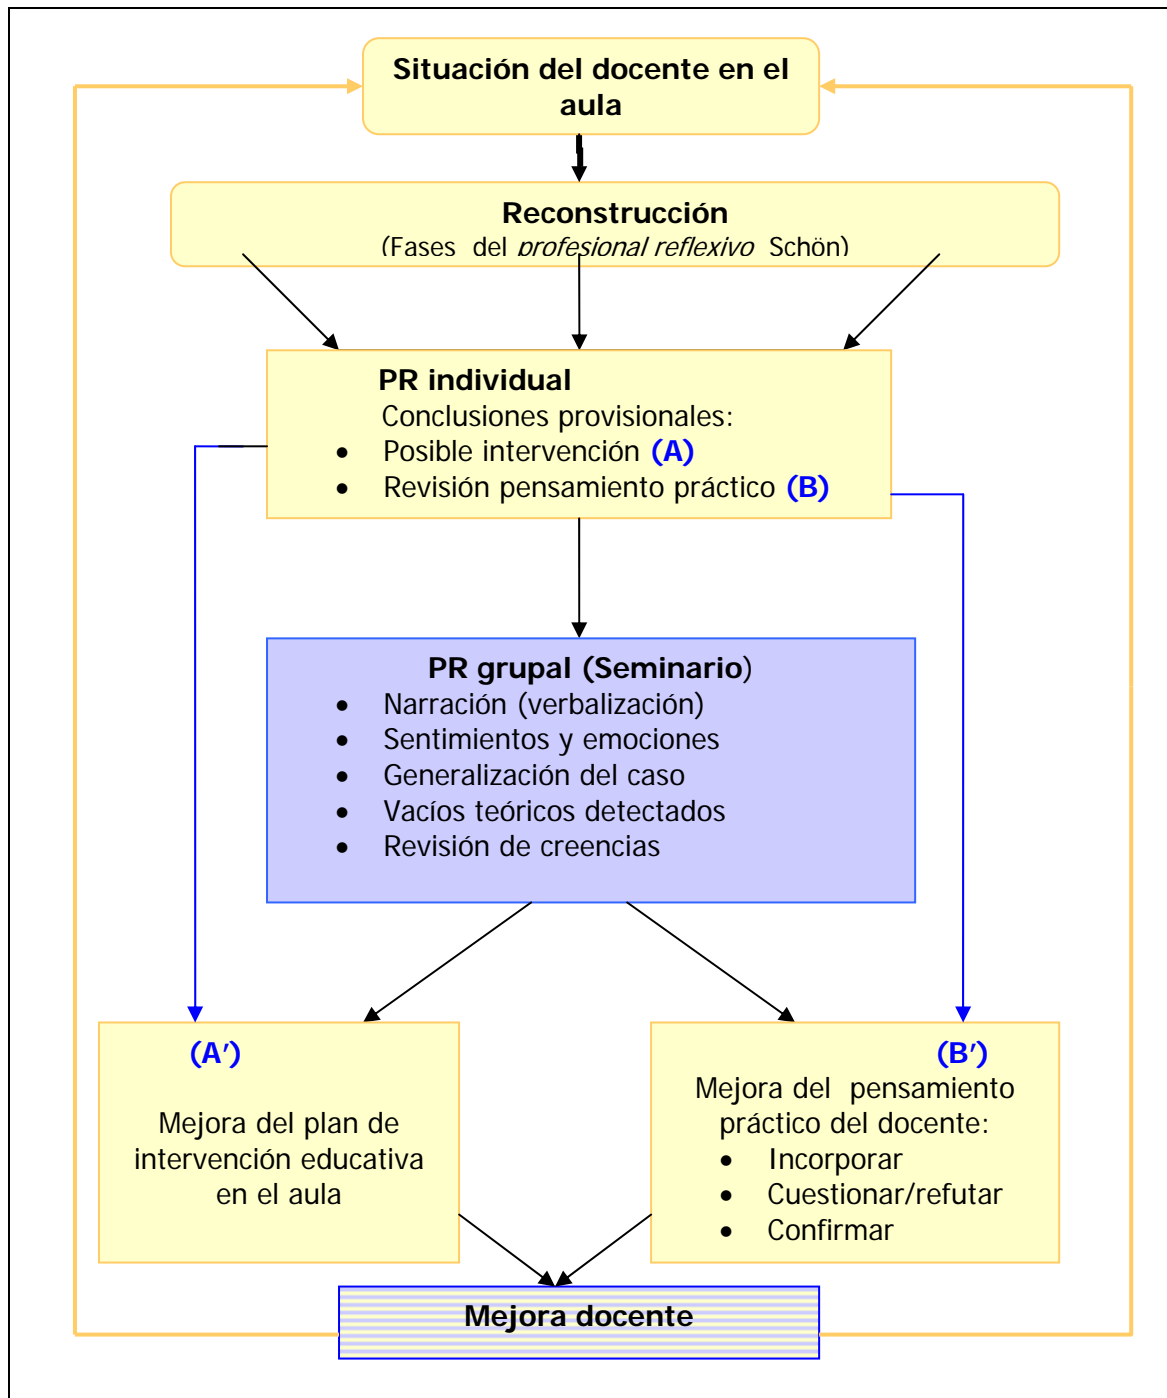 Situación del docente en el
aula
Reconstrucción
(Fases del profesional reflexivo Schön)
PR individual
Conclusiones provisionales:
• Posible intervención (A)
• Revisión pensamiento práctico (B)
PR grupal (Seminario)
• Narración (verbalización)
• Sentimientos y emociones
• Generalización del caso
• Vacíos teóricos detectados
• Revisión de creencias
(A')
Mejora del plan de
intervención educativa
en el aula
(B')
Mejora del pensamiento
práctico del docente:
• Incorporar
• Cuestionar/refutar
• Confirmar
Mejora docente